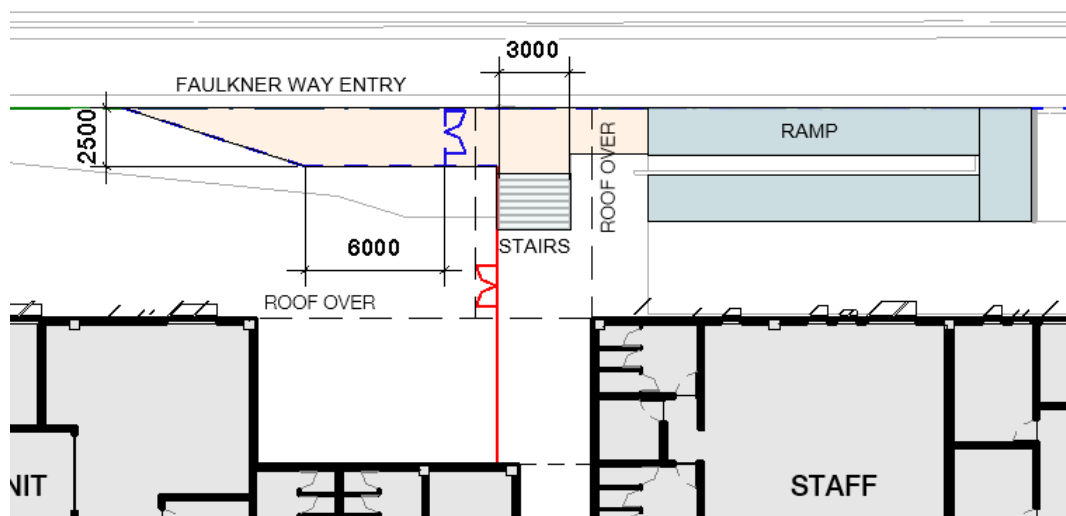 3000
FAULKNER WAY ENTRY
2500
RAMP
ROOF OVER
STAIRS
6000
ROOF OVER
NIT
STAFF